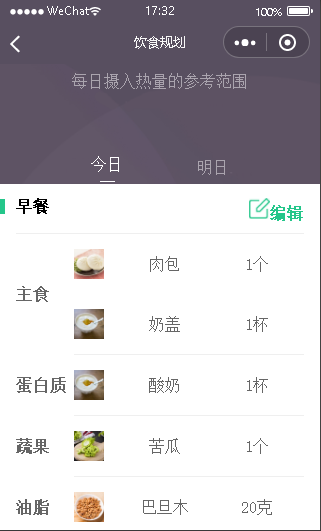 WeChat 17:32 100%
饮食规划
每日摄入热量的参考范围
今日 明日
早餐 编辑
肉包 1个
主食
奶盖 1杯
蛋白质 酸奶 1杯
蔬果 苦瓜 1个
油脂 巴旦木 20克